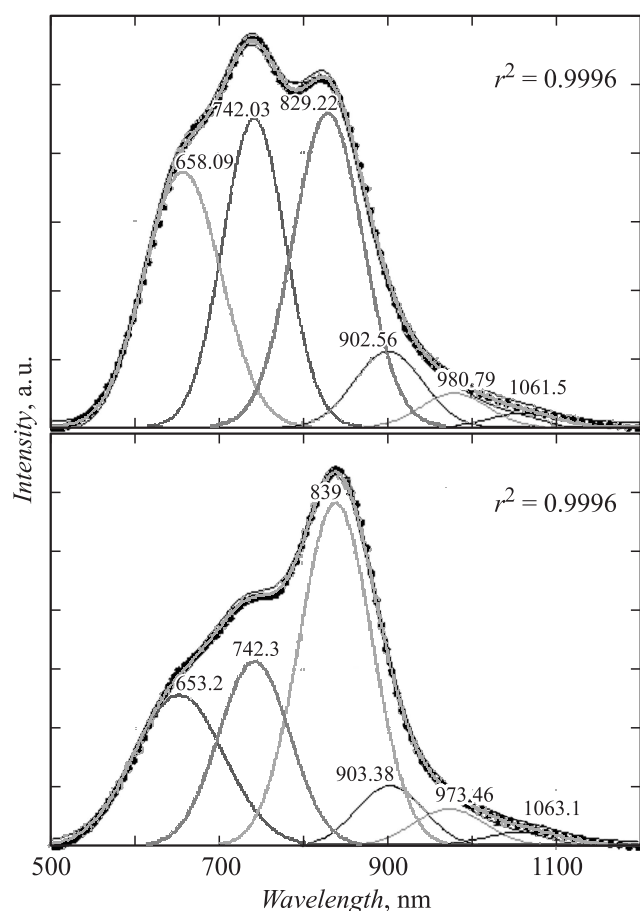 r² = 0.9996
742.03
829.22
658.09
902.56
980.79
1061.5
Intensity, a. u.
r² = 0.9996
839
742.3
653.2
903.38
973.46
1063.1
500 700 900 1100
Wavelength, nm